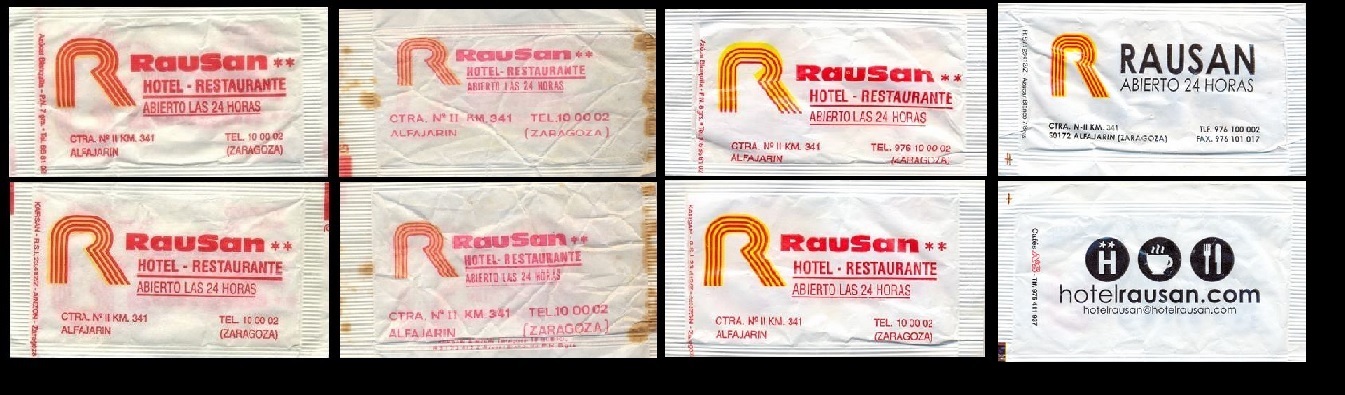 RauSan **
HOTEL - RESTAURANTE
ABIERTO LAS 24 HORAS
CTRA. Nº II KM. 341
TEL. 10 00 02
ALFAJARIN
(ZARAGOZA)
RauSan **
HOTEL - RESTAURANTE
ABIERTO LAS 24 HORAS
CTRA. Nº II KM. 341
TEL. 10 00 02
ALFAJARIN
(ZARAGOZA)
RauSan **
HOTEL - RESTAURANTE
ABIERTO LAS 24 HORAS
CTRA. Nº II KM. 341
TEL. 976 10 00 02
ALFAJARIN
(ZARAGOZA)
RAUSAN
ABIERTO 24 HORAS
CTRA. N-II KM. 341
TLF. 976 100 002
50172 ALFAJARIN (ZARAGOZA)
FAX. 976 101 017
RauSan **
HOTEL - RESTAURANTE
ABIERTO LAS 24 HORAS
CTRA. Nº II KM. 341
TEL. 10 00 02
ALFAJARIN
(ZARAGOZA)
RauSan **
HOTEL - RESTAURANTE
ABIERTO LAS 24 HORAS
CTRA. Nº II KM. 341
TEL. 10 00 02
ALFAJARIN
(ZARAGOZA)
RauSan **
HOTEL - RESTAURANTE
ABIERTO LAS 24 HORAS
CTRA. Nº II KM. 341
TEL. 10 00 02
ALFAJARIN
(ZARAGOZA)
H
hotelrausan.com
hotelrausan@hotelrausan.com